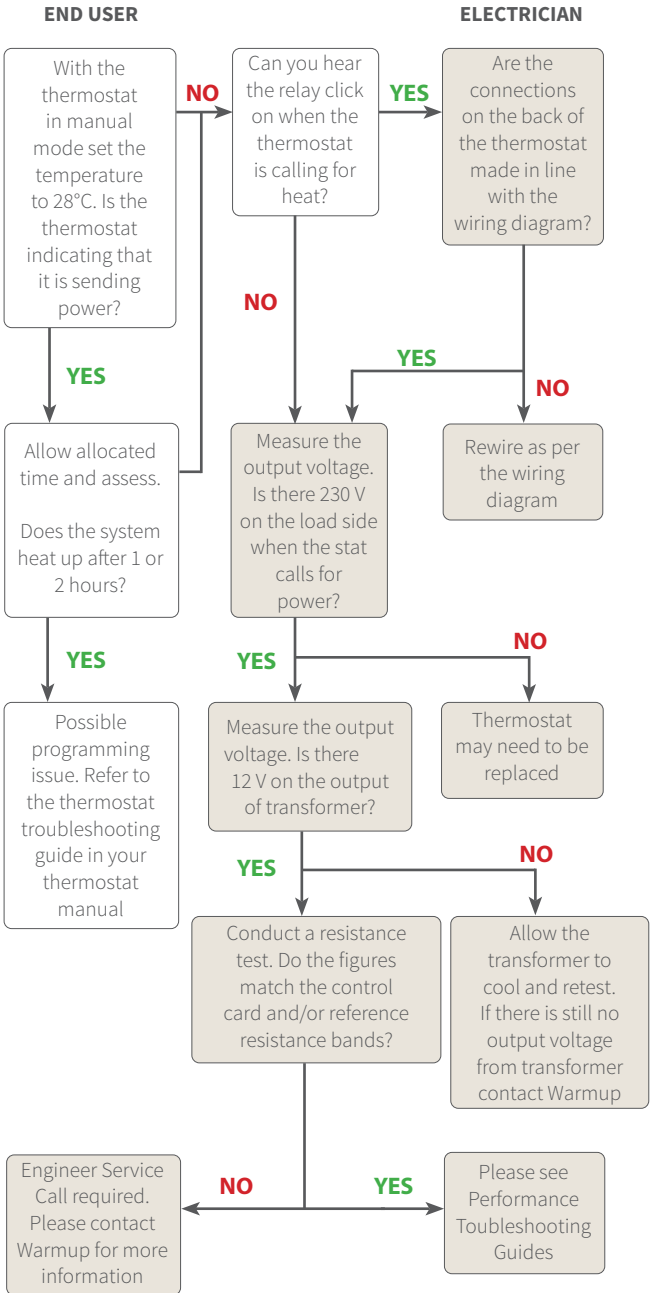 END USER
ELECTRICIAN
With the
thermostat
in manual
mode set the
temperature
to 28°C. Is the
thermostat
indicating that
it is sending
power?
NO
Can you hear
the relay click
on when the
thermostat
is calling for
heat?
YES
Are the
connections
on the back of
the thermostat
made in line
with the
wiring diagram?
YES
NO
YES
NO
Allow allocated
time and assess.
Does the system
heat up after 1 or
2 hours?
Measure the
output voltage.
Is there 230 V
on the load side
when the stat
calls for
power?
Rewire as per
the wiring
diagram
YES
YES
NO
Possible
programming
issue. Refer to
the thermostat
troubleshooting
guide in your
thermostat
manual
Measure the output
voltage. Is there
12 V on the output
of transformer?
Thermostat
may need to be
replaced
YES
NO
Conduct a resistance
test. Do the figures
match the control
card and/or reference
resistance bands?
Allow the
transformer to
cool and retest.
If there is still no
output voltage
from transformer
contact Warmup
Engineer Service
Call required.
Please contact
Warmup for more
information
NO
YES
Please see
Performance
Toubleshooting
Guides